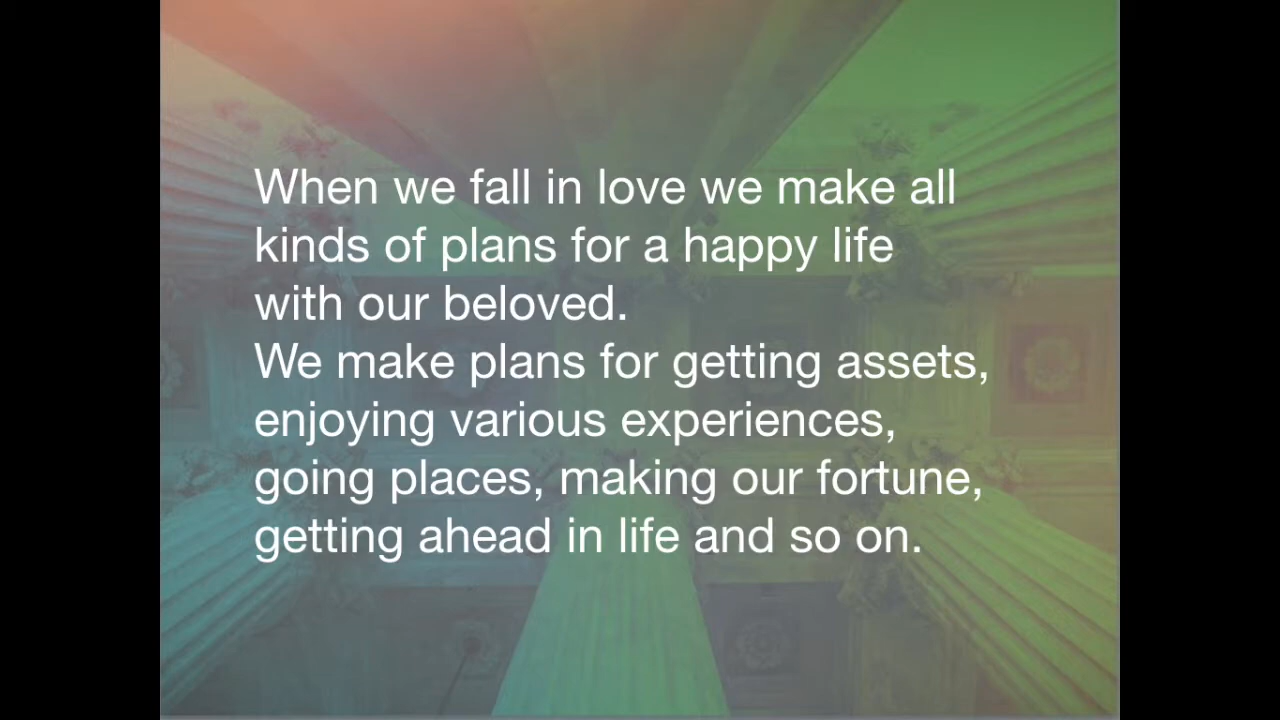 When we fall in love we make all
kinds of plans for a happy life
with our beloved.
We make plans for getting assets,
enjoying various experiences,
going places, making our fortune,
getting ahead in life and so on.